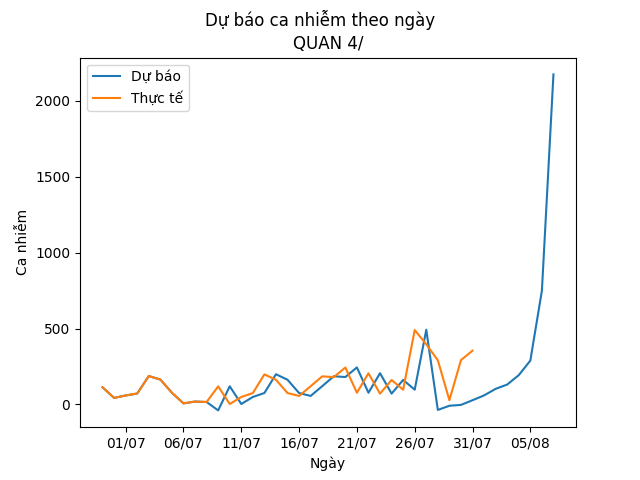 Dự báo ca nhiễm theo ngày
QUAN 4/
Dự báo
Thực tế
Ca nhiễm
2000
1500
1000
500
0
01/07 06/07 11/07 16/07 21/07 26/07 31/07 05/08
Ngày